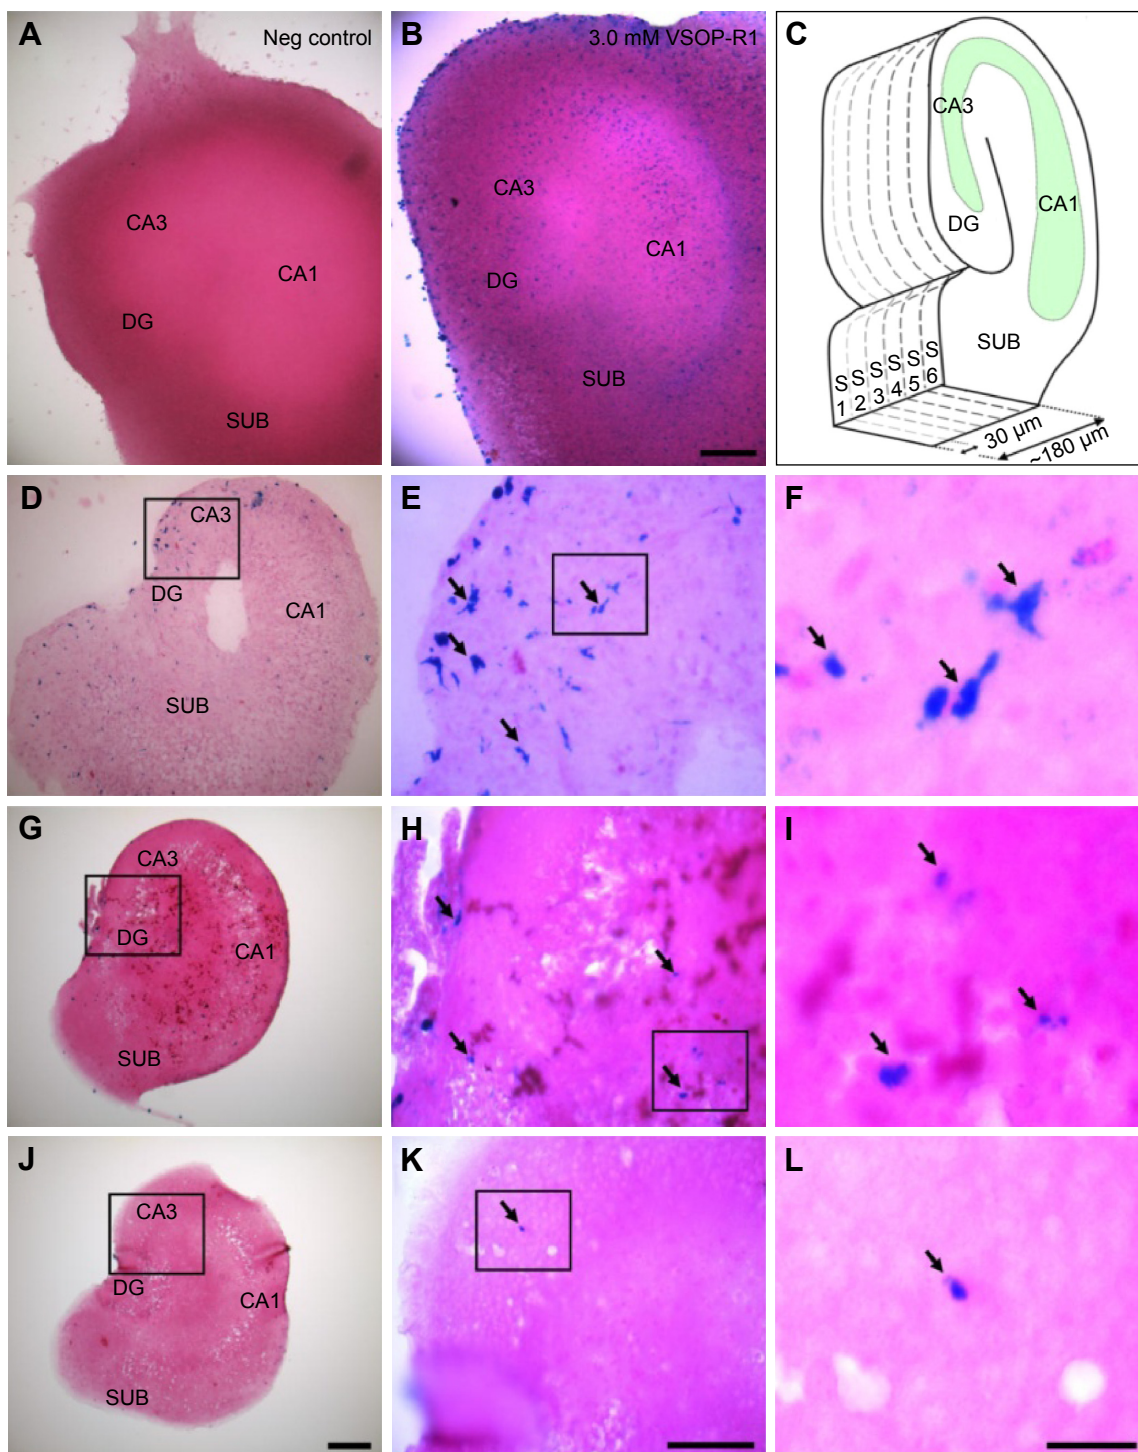 A
Neg control
CA3
CA1
DG
SUB
B
3.0 mM VSOP-R1
CA3
CA1
DG
SUB
C
CA3
CA1
DG
SUB
S S S S S S
1 2 3 4 5 6
30 µm
~180 µm
D
CA3
DG
CA1
SUB
E
F
G
CA3
DG
CA1
SUB
H
I
J
CA3
DG
CA1
SUB
K
L